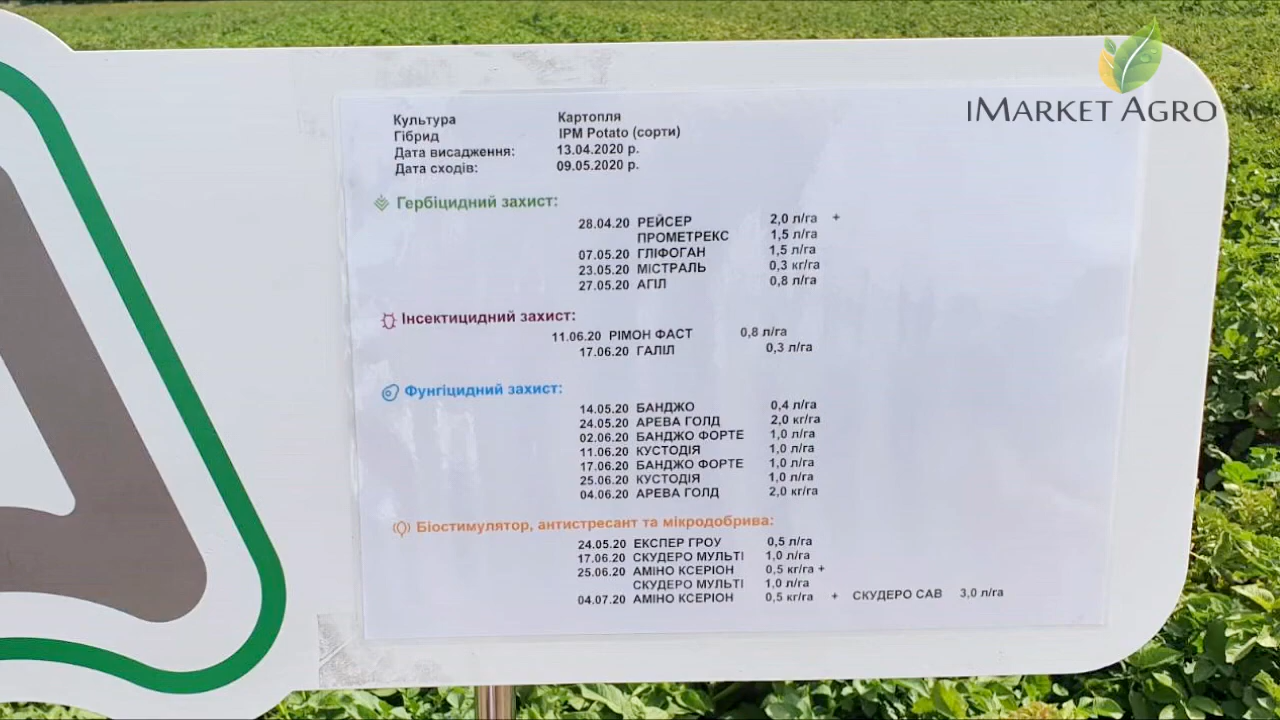 iMARKET AGRO
Культура Картопля
Гібрид IPM Potato (сорти)
Дата висадження: 13.04.2020 р.
Дата сходів: 09.05.2020 р.
Гербіцидний захист:
28.04.20 РЕЙСЕР 2,0 л/га +
ПРОМЕТРЕКС 1,5 л/га
07.05.20 ГЛІФОГАН 1,5 л/га
23.05.20 МІСТРАЛЬ 0,3 кг/га
27.05.20 АГІЛ 0,8 л/га
Інсектицидний захист:
11.06.20 РІМОН ФАСТ 0,8 л/га
17.06.20 ГАЛІЛ 0,3 л/га
Фунгіцидний захист:
14.05.20 БАНДЖО 0,4 л/га
24.05.20 АРЕВА ГОЛД 2,0 кг/га
02.06.20 БАНДЖО ФОРТЕ 1,0 л/га
11.06.20 КУСТОДІЯ 1,0 л/га
17.06.20 БАНДЖО ФОРТЕ 1,0 л/га
25.06.20 КУСТОДІЯ 1,0 л/га
04.06.20 АРЕВА ГОЛД 2,0 кг/га
Біостимулятор, антистресант та мікродобрива:
24.05.20 ЕКСПЕР ГРОУ 0,5 л/га
17.06.20 СКУДЕРО МУЛЬТІ 1,0 л/га
25.06.20 АМІНО КСЕРІОН 0,5 кг/га +
СКУДЕРО МУЛЬТІ 1,0 л/га
04.07.20 АМІНО КСЕРІОН 0,5 кг/га + СКУДЕРО САВ 3,0 л/га